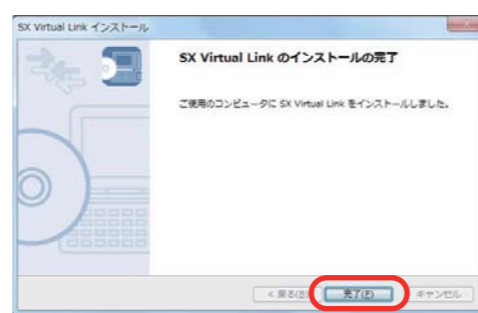 SX Virtual Link インストール
SX Virtual Link のインストールの完了
ご使用のコンピュータに SX Virtual Link をインストールしました。
< 戻る(B)
完了(F)
キャンセル